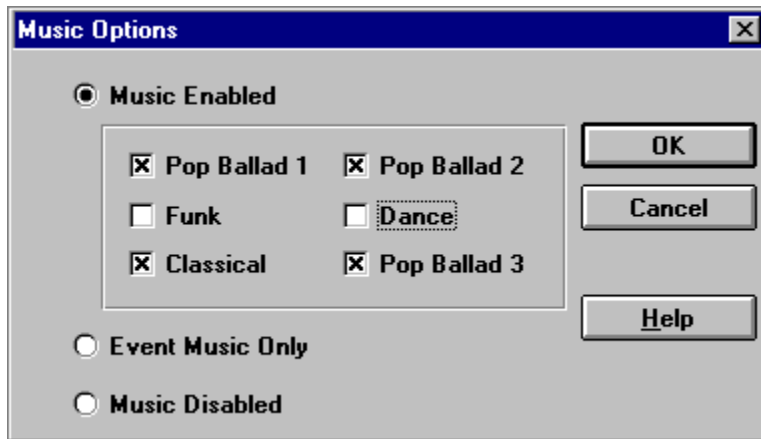 Music Options
Music Enabled
Pop Ballad 1
Pop Ballad 2
Funk
Dance
Classical
Pop Ballad 3
Event Music Only
Music Disabled
OK
Cancel
Help